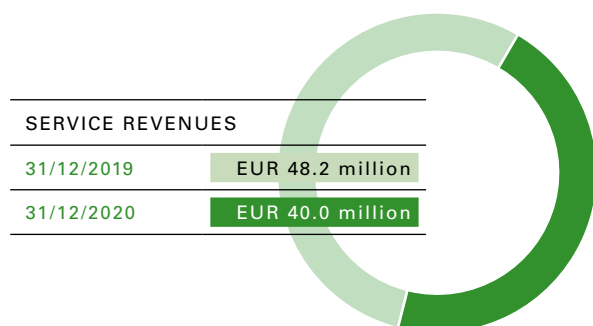 SERVICE REVENUES
31/12/2019 EUR 48.2 million
31/12/2020 EUR 40.0 million